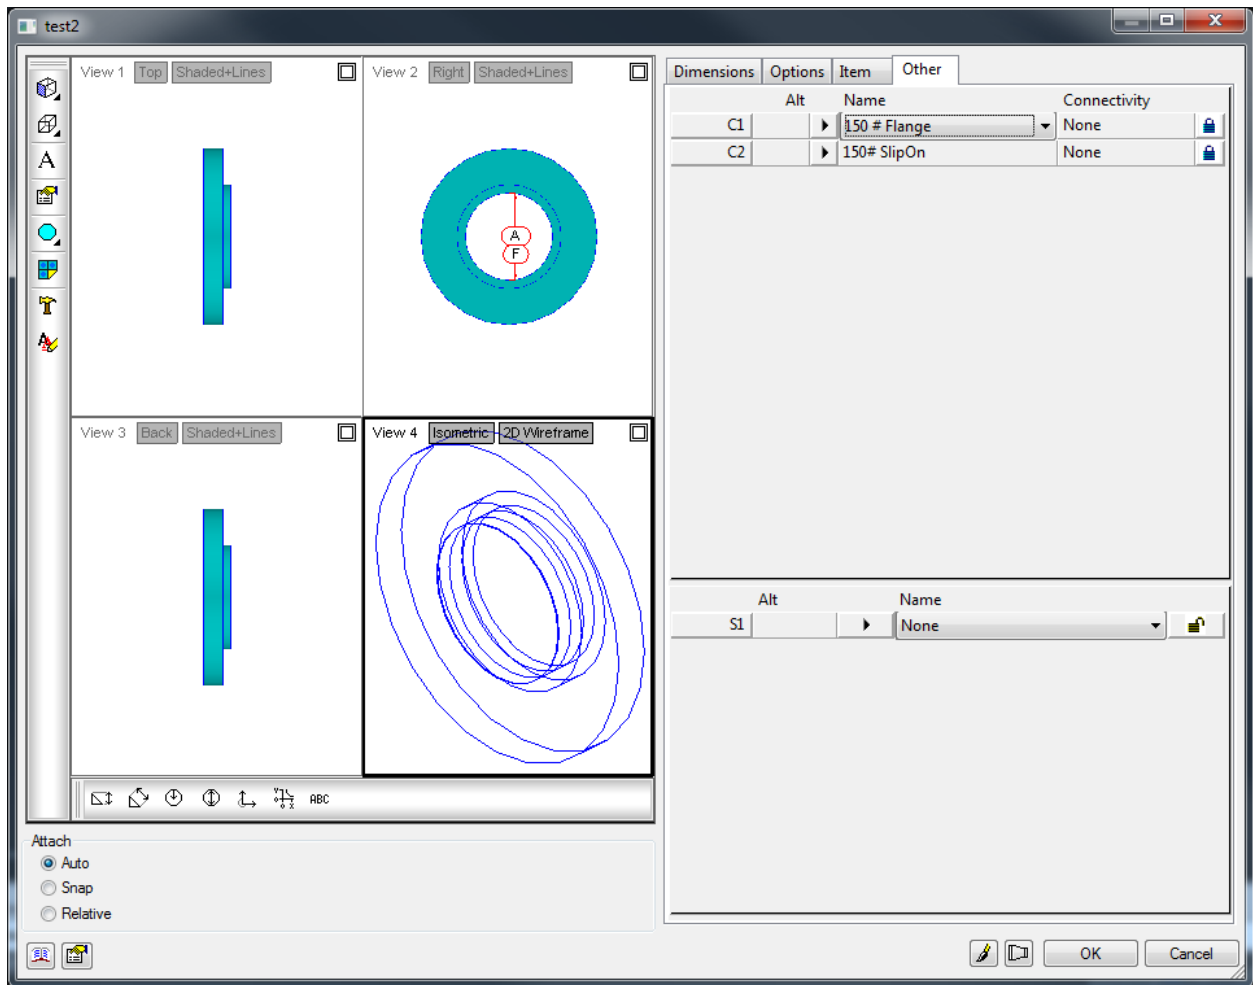 test2
View 1 Top Shaded+Lines
View 2 Right Shaded+Lines
A
F
A
View 3 Back Shaded+Lines
View 4 Isometric 2D Wireframe
ABC
Attach
Auto
Snap
Relative
Dimensions Options Item Other
Alt Name Connectivity
C1 150 # Flange None
C2 150# SlipOn None
Alt Name
S1 None
OK Cancel